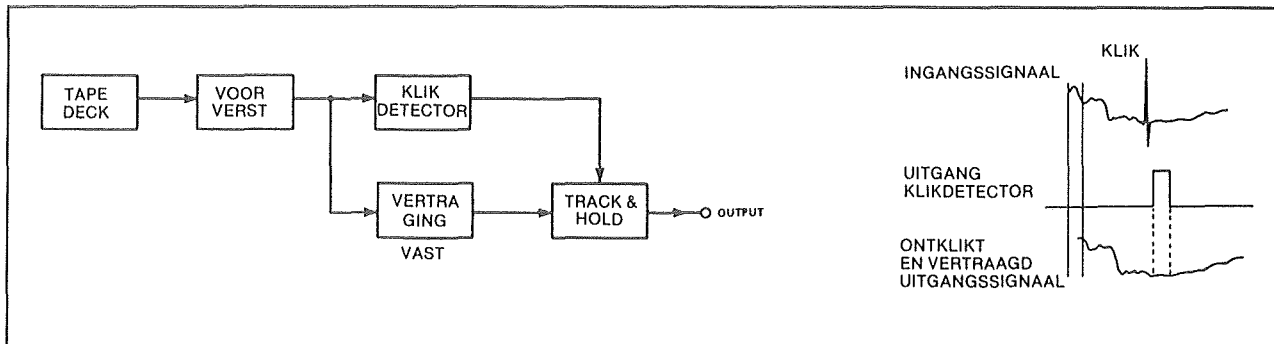 TAPE
DECK
VOOR
VERST
KLIK
DETECTOR
VERTRA
GING
VAST
TRACK &
HOLD
OUTPUT
KLIK
INGANGSSIGNAAL
UITGANG
KLIKDETECTOR
ONTKLIKT
EN VERTRAAGD
UITGANGSSIGNAAL